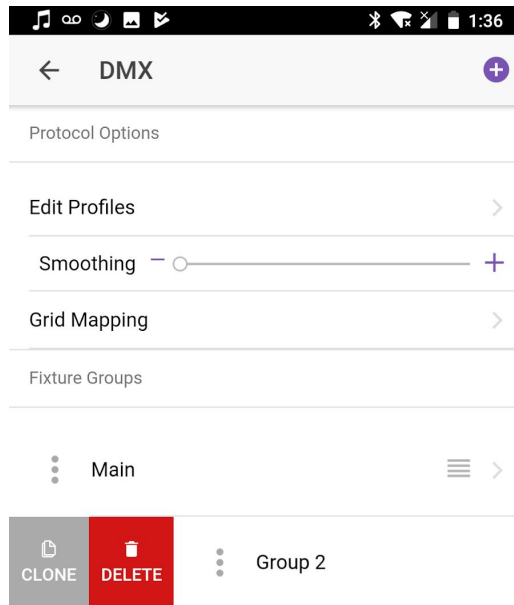 1:36
DMX
Protocol Options
Edit Profiles
Smoothing
Grid Mapping
Fixture Groups
Main
CLONE DELETE Group 2